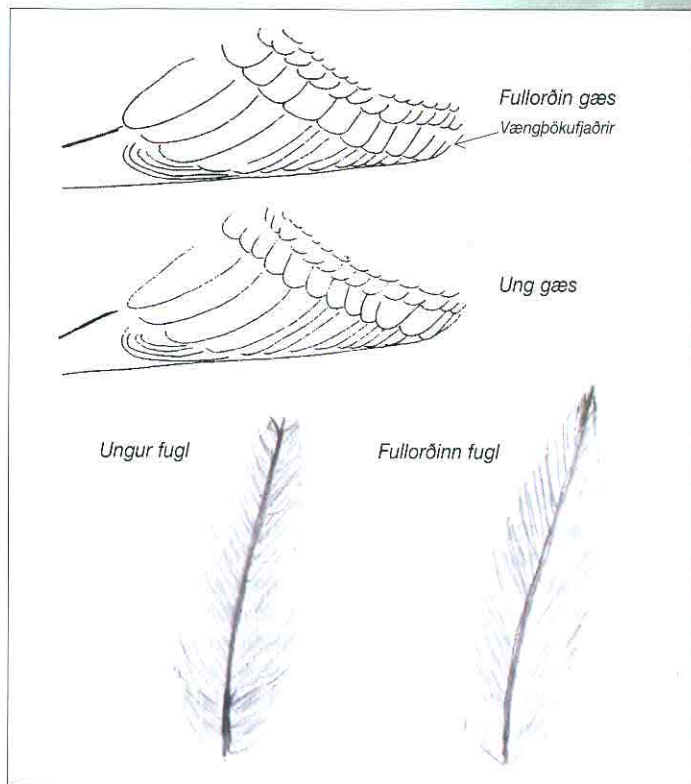 Fullorðin gæs
Vængþökufjaðrir
Ung gæs
Ungur fugl
Fullorðinn fugl